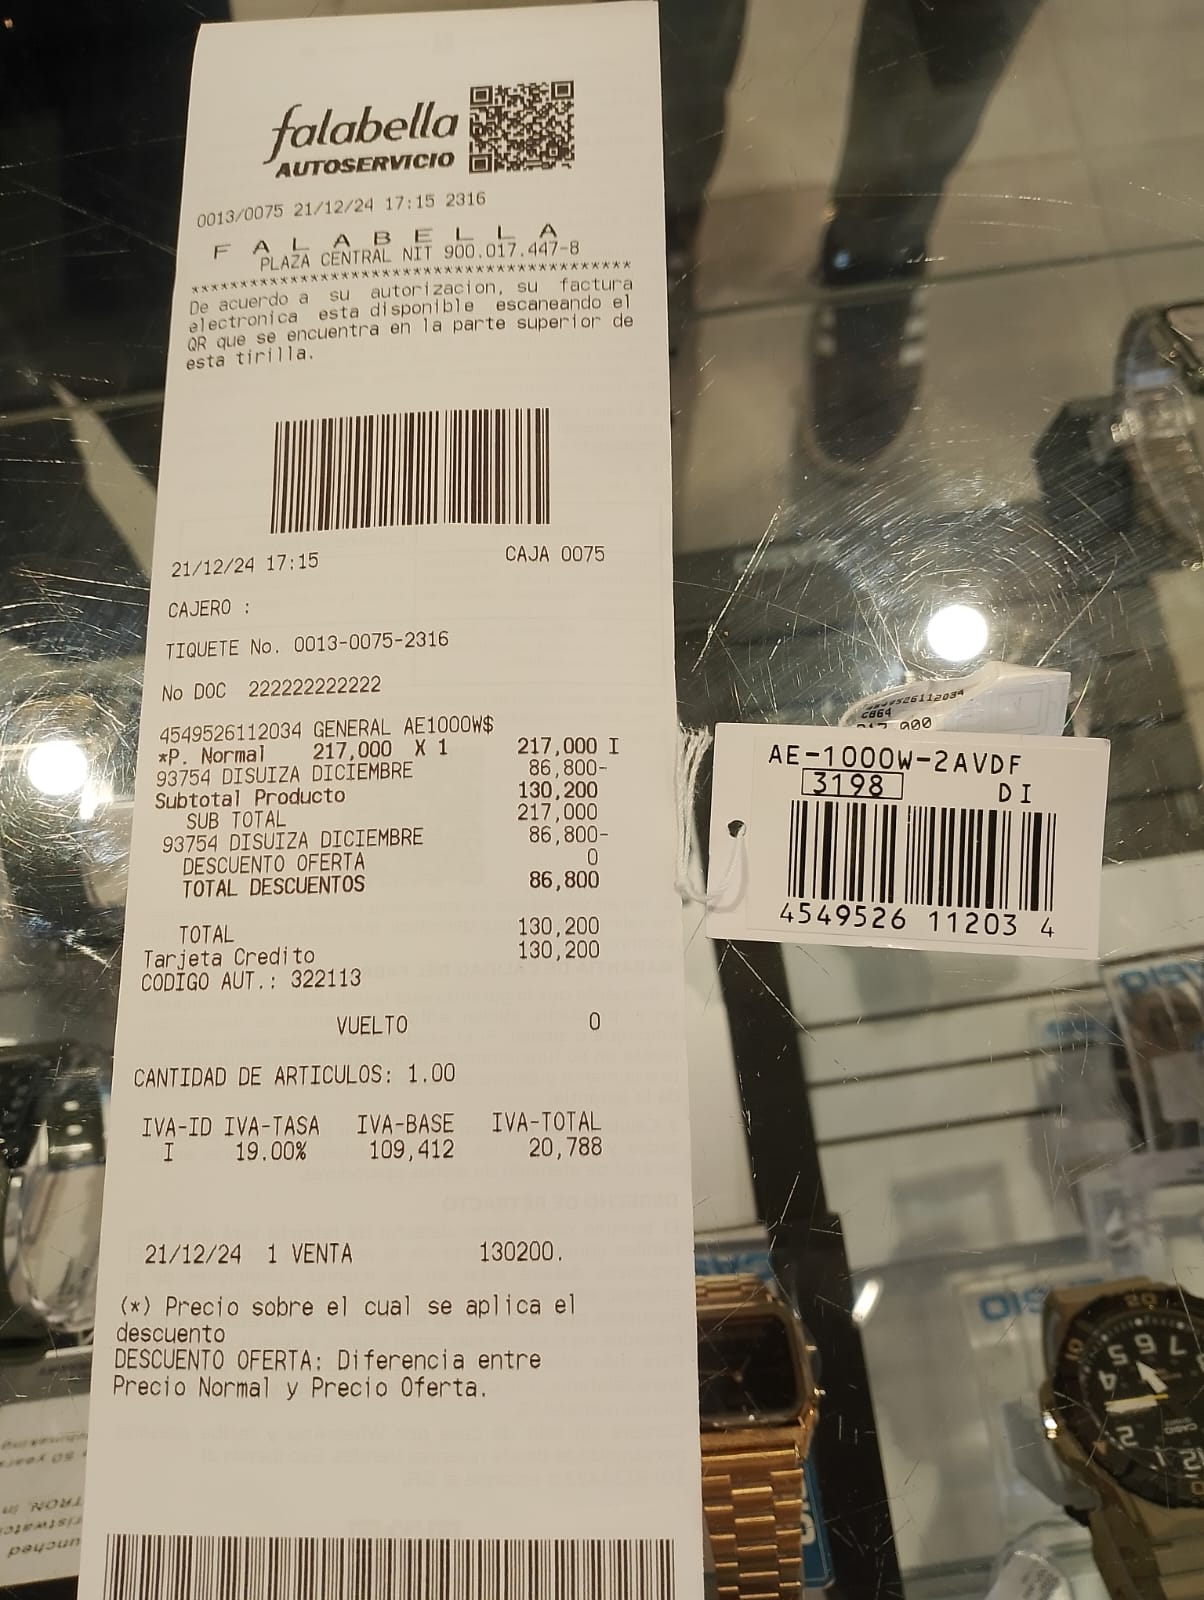 falabella
AUTOSERVICIO
0013/0075 21/12/24 17:15 2316
F A L A B E L L A
PLAZA CENTRAL NIT 900.017.447-8
*********************************************
De acuerdo a su autorizacion, su factura
electronica esta disponible escaneando el
QR que se encuentra en la parte superior de
esta tirilla.
21/12/24 17:15 CAJA 0075
CAJERO :
TIQUETE No. 0013-0075-2316
No DOC 222222222222
4549526112034 GENERAL AE1000W$
*P. Normal 217,000 X 1 217,000 I
93754 DISUIZA DICIEMBRE 86,800-
Subtotal Producto 130,200
SUB TOTAL 217,000
93754 DISUIZA DICIEMBRE 86,800-
DESCUENTO OFERTA 0
TOTAL DESCUENTOS 86,800
TOTAL 130,200
Tarjeta Credito 130,200
CODIGO AUT.: 322113
VUELTO 0
CANTIDAD DE ARTICULOS: 1.00
IVA-ID IVA-TASA IVA-BASE IVA-TOTAL
I 19.00% 109,412 20,788
21/12/24 1 VENTA 130200.
(*) Precio sobre el cual se aplica el
descuento
DESCUENTO OFERTA: Diferencia entre
Precio Normal y Precio Oferta.
4549526112034
C864
217,000
AE-1000W-2AVDF
3198 DI
4549526 11203 4
CASIO
CASIO